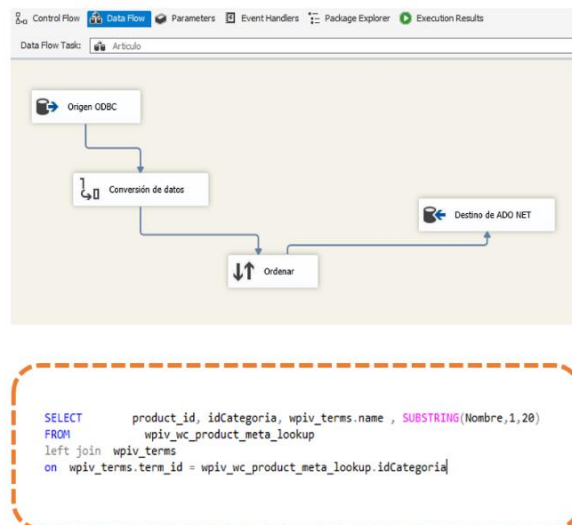 Control Flow Data Flow Parameters Event Handlers Package Explorer Execution Results
Data Flow Task: Articulo
Origen ODBC
Conversión de datos
Destino de ADO NET
Ordenar
SELECT product_id, idCategoria, wpiv_terms.name , SUBSTRING(Nombre,1,20)
FROM wpiv_wc_product_meta_lookup
left join wpiv_terms
on wpiv_terms.term_id = wpiv_wc_product_meta_lookup.idCategoria